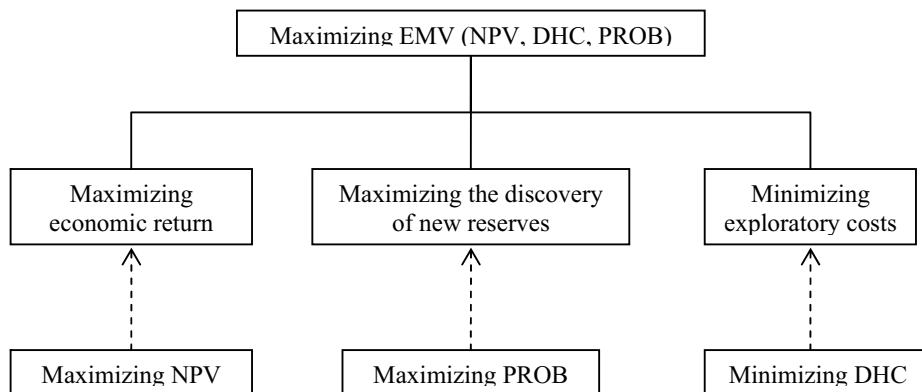 Maximizing EMV (NPV, DHC, PROB)
Maximizing
economic return
Maximizing the discovery
of new reserves
Minimizing
exploratory costs
Maximizing NPV
Maximizing PROB
Minimizing DHC